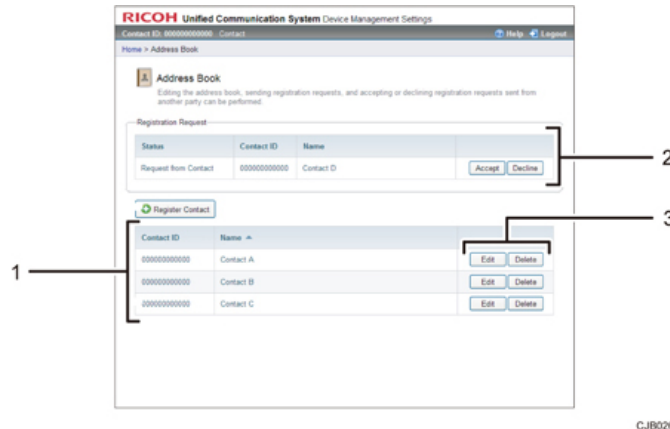 RICOH Unified Communication System Device Management Settings
Contact ID: 000000000000 Contact Help Logout
Home > Address Book
Address Book
Editing the address book, sending registration requests, and accepting or declining registration requests sent from
another party can be performed.
Registration Request
Status Contact ID Name
Request from Contact 000000000000 Contact D Accept Decline
2
Register Contact
3
Contact ID Name
000000000000 Contact A Edit Delete
1
000000000000 Contact B Edit Delete
000000000000 Contact C Edit Delete